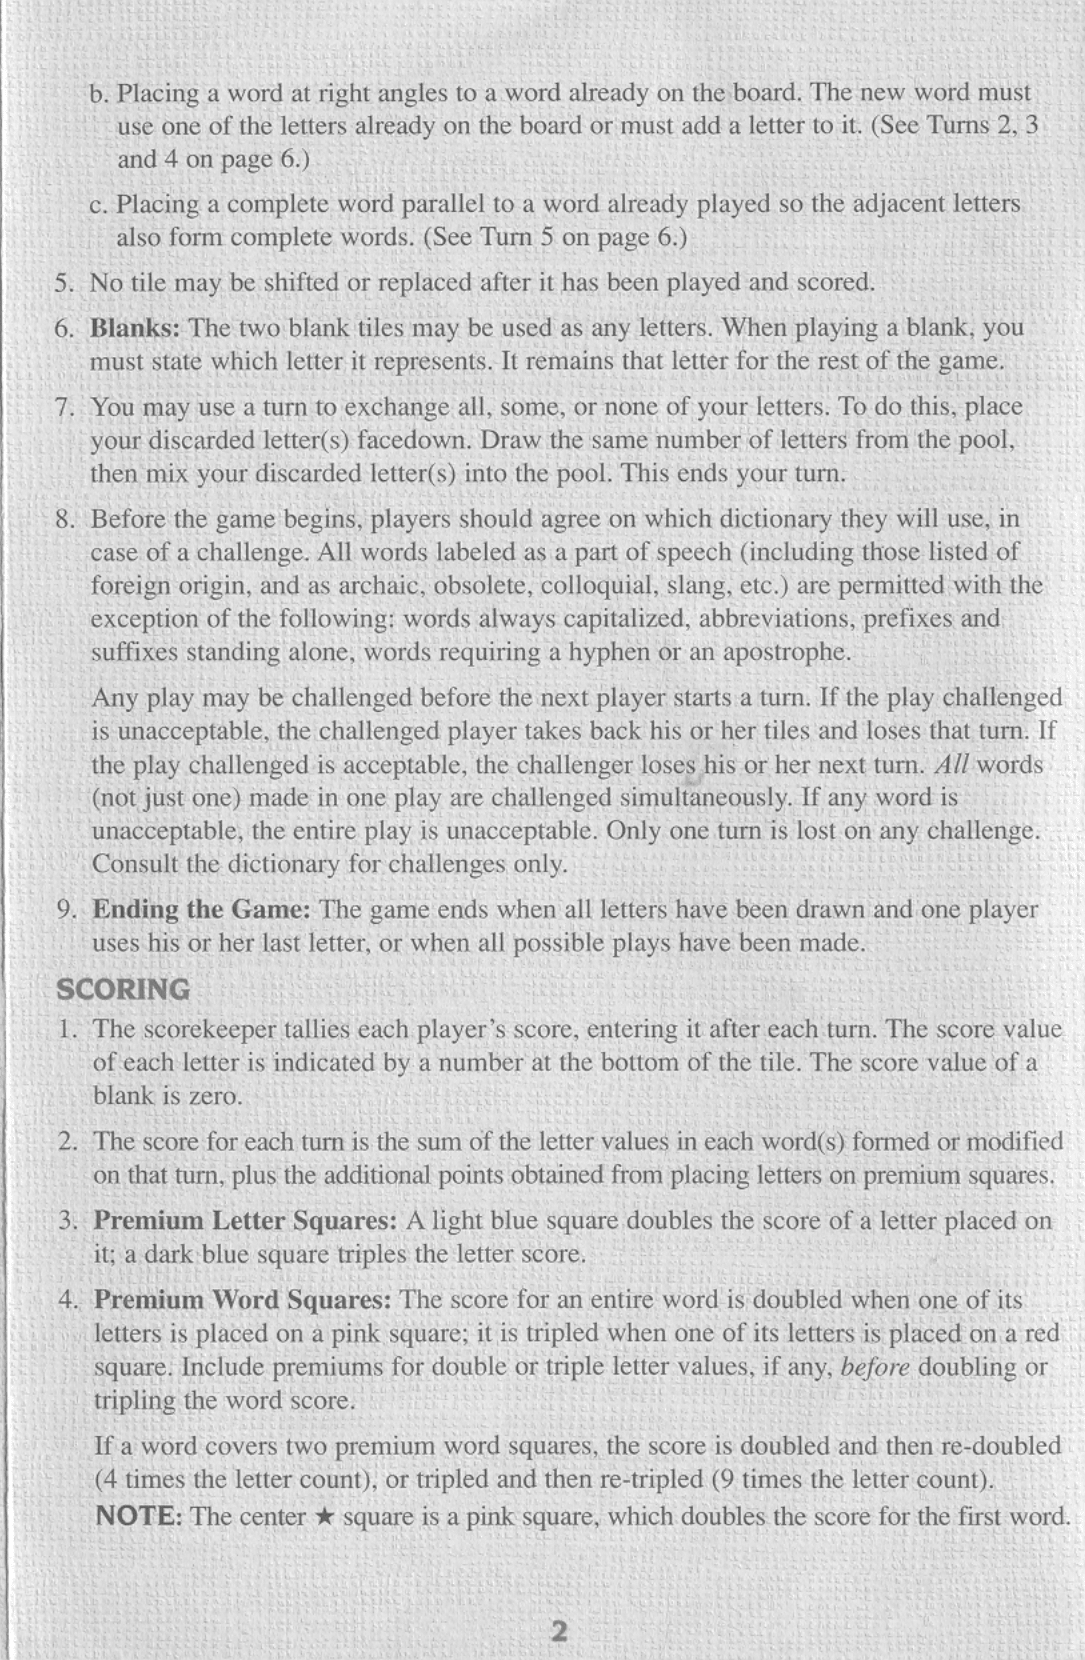 b. Placing a word at right angles to a word already on the board. The new word must
use one of the letters already on the board or must add a letter to it. (See Turns 2, 3
and 4 on page 6.)
c. Placing a complete word parallel to a word already played so the adjacent letters
also form complete words. (See Turn 5 on page 6.)
5. No tile may be shifted or replaced after it has been played and scored.
6. Blanks: The two blank tiles may be used as any letters. When playing a blank, you
must state which letter it represents. It remains that letter for the rest of the game.
7. You may use a turn to exchange all, some, or none of your letters. To do this, place
your discarded letter(s) facedown. Draw the same number of letters from the pool,
then mix your discarded letter(s) into the pool. This ends your turn.
8. Before the game begins, players should agree on which dictionary they will use, in
case of a challenge. All words labeled as a part of speech (including those listed of
foreign origin, and as archaic, obsolete, colloquial, slang, etc.) are permitted with the
exception of the following: words always capitalized, abbreviations, prefixes and
suffixes standing alone, words requiring a hyphen or an apostrophe.
Any play may be challenged before the next player starts a turn. If the play challenged
is unacceptable, the challenged player takes back his or her tiles and loses that turn. If
the play challenged is acceptable, the challenger loses his or her next turn. All words
(not just one) made in one play are challenged simultaneously. If any word is
unacceptable, the entire play is unacceptable. Only one turn is lost on any challenge.
Consult the dictionary for challenges only.
9. Ending the Game: The game ends when all letters have been drawn and one player
uses his or her last letter, or when all possible plays have been made.
SCORING
1. The scorekeeper tallies each player's score, entering it after each turn. The score value
of each letter is indicated by a number at the bottom of the tile. The score value of a
blank is zero.
2. The score for each turn is the sum of the letter values in each word(s) formed or modified
on that turn, plus the additional points obtained from placing letters on premium squares.
3. Premium Letter Squares: A light blue square doubles the score of a letter placed on
it; a dark blue square triples the letter score.
4. Premium Word Squares: The score for an entire word is doubled when one of its
letters is placed on a pink square; it is tripled when one of its letters is placed on a red
square. Include premiums for double or triple letter values, if any, before doubling or
tripling the word score.
If a word covers two premium word squares, the score is doubled and then re-doubled
(4 times the letter count), or tripled and then re-tripled (9 times the letter count).
NOTE: The center ★ square is a pink square, which doubles the score for the first word.
2